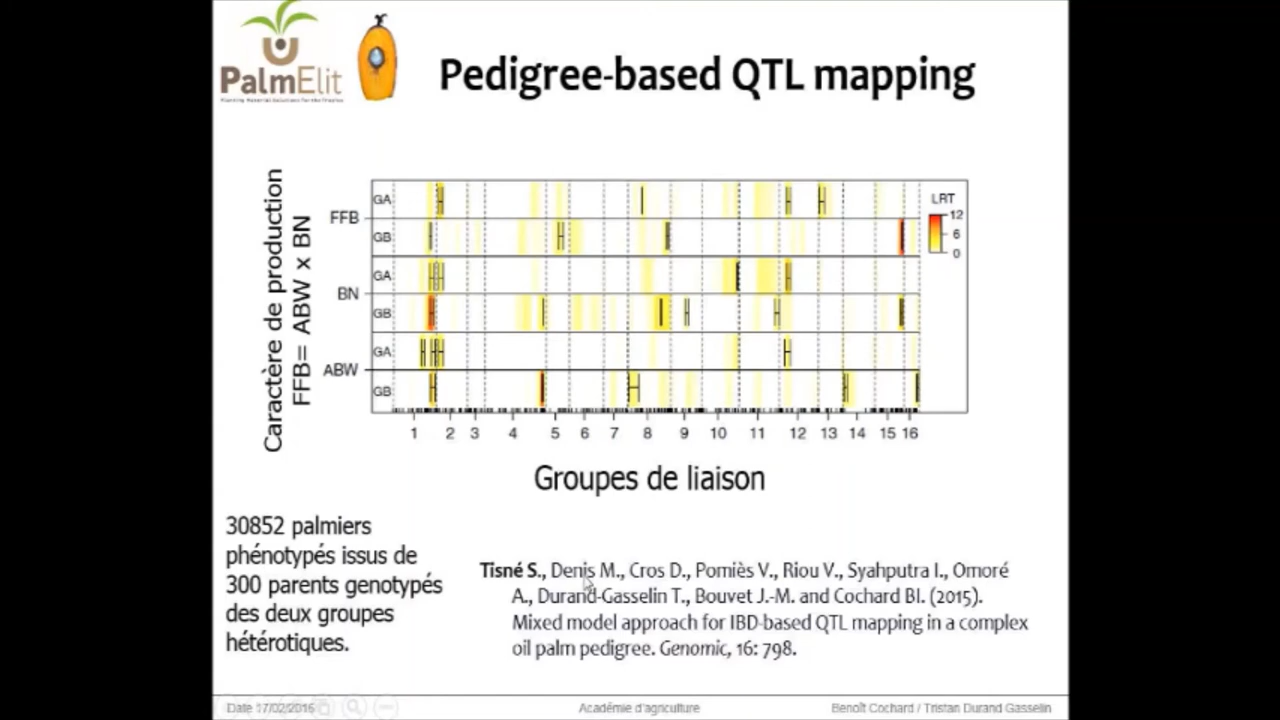 PalmElit
Pedigree-based QTL mapping
Caractère de production
FFB= ABW x BN
FFB
GA
GB
BN
GA
GB
ABW
GA
GB
LRT
12
6
0
1 2 3 4 5 6 7 8 9 10 11 12 13 14 15 16
Groupes de liaison
30852 palmiers
phénotypés issus de
300 parents genotypés
des deux groupes
hétérotiques.
Tisné S., Denis M., Cros D., Pomiès V., Riou V., Syahputra I., Omoré
A., Durand-Gasselin T., Bouvet J.-M. and Cochard BI. (2015).
Mixed model approach for IBD-based QTL mapping in a complex
oil palm pedigree. Genomic, 16: 798.
Date 17/02/2016
Académie d'agriculture
Benoît Cochard / Tristan Durand Gasselin